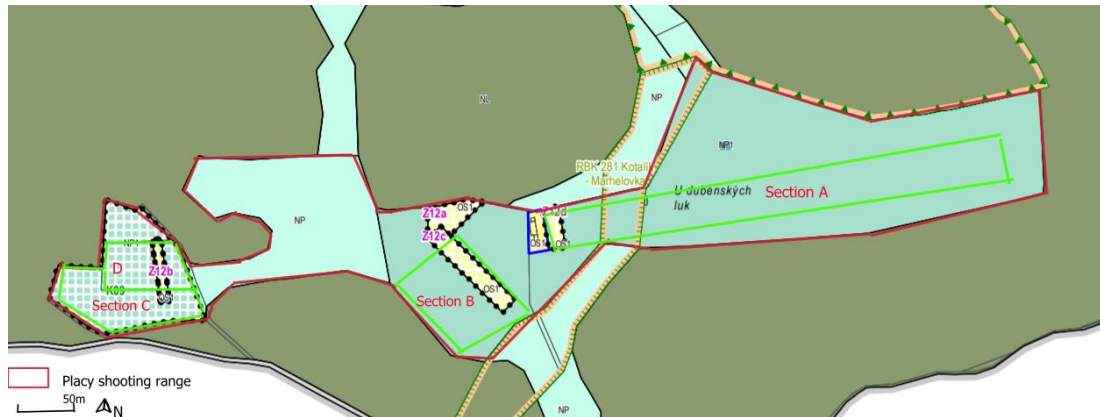 NL
NP
NP1
RBK 281 Kotalík
- Marhelovka
U dubenských
luk
Section A
Z12a
OS1
Z12c
Z12d
OS1
OS1
NP
OS1
Section B
NP1
D
Z12b
K09
OS1
Section C
NP
Placy shooting range
50m
N